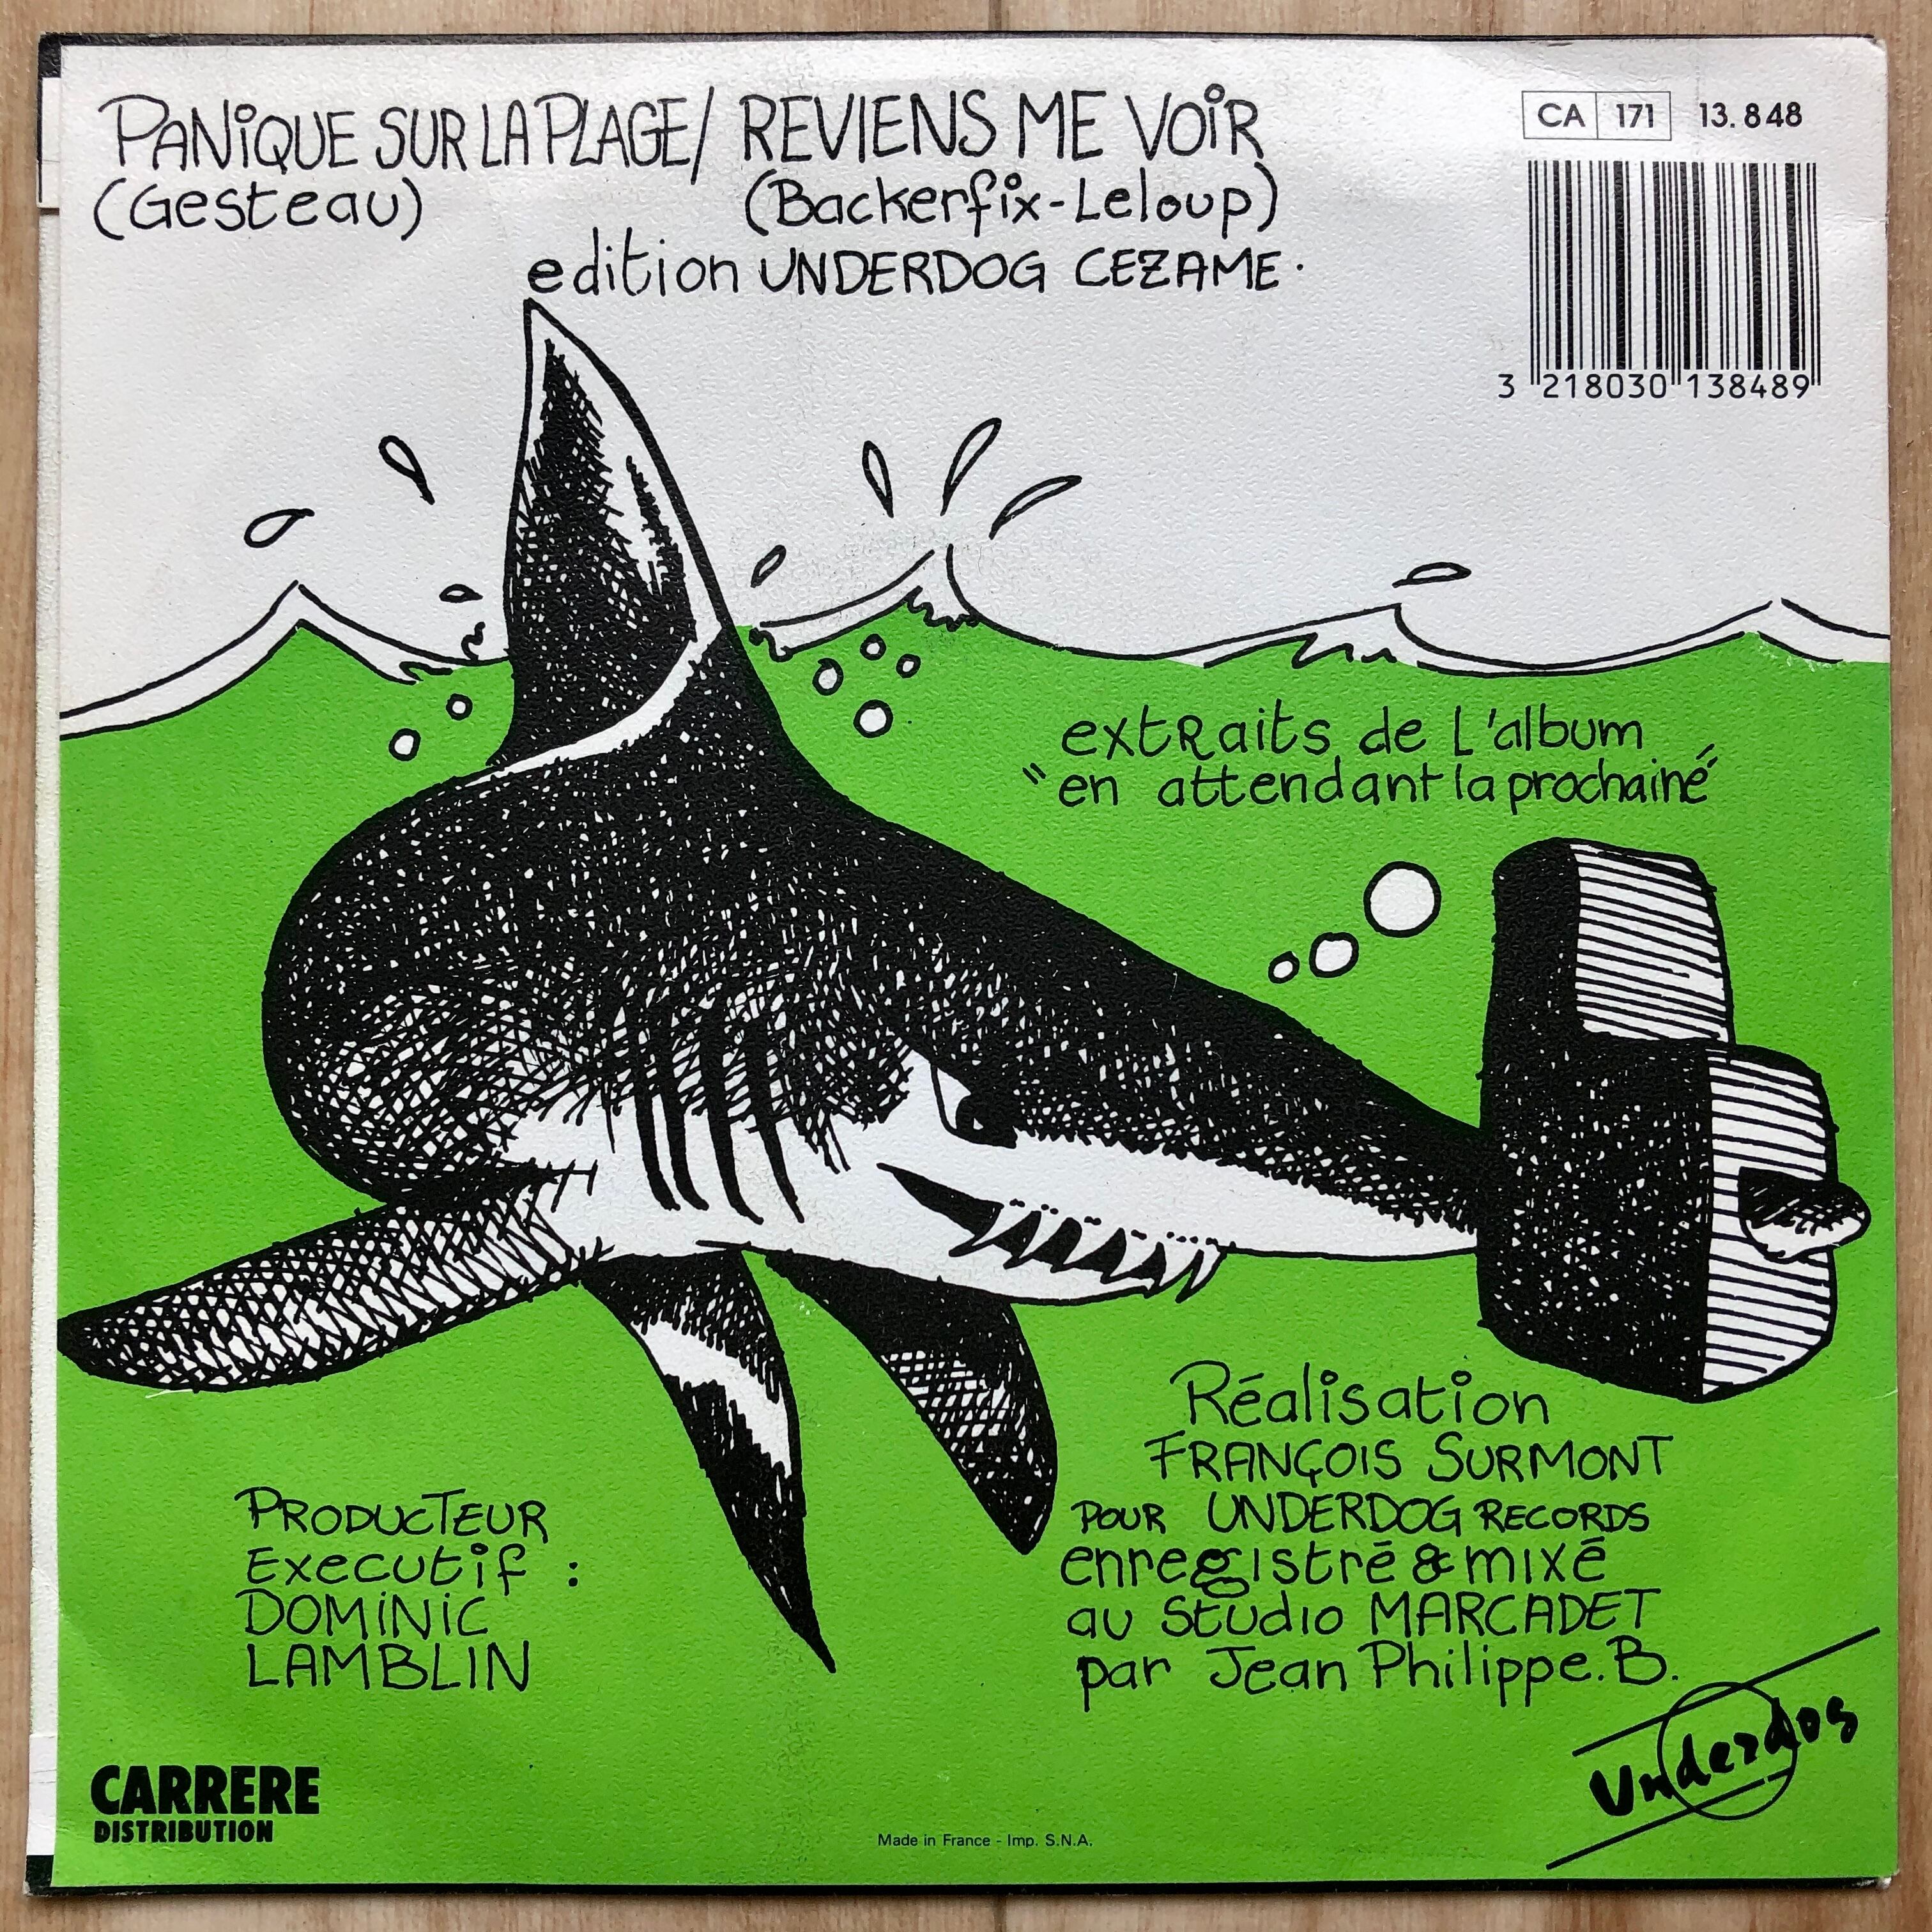 PANiQUE SUR LA PLAGE / REVIENS ME VOiR
(Gesteau) (Backerfix-Leloup)
edition UNDERDOG CEZAME.
CA 171 13.848
3 218030 138489
extRaits de L'album
"en attendant la prochaine"
Réalisation
FRANÇOIS SURMONT
POUR UNDERDOG RECORDS
enregistré & mixé
au Studio MARCADET
par Jean Philippe. B.
PRODUCTEUR
Executif :
DOMiNiC
LAMBLIN
Underdog
CARRERE
DISTRIBUTION
Made in France - Imp. S.N.A.